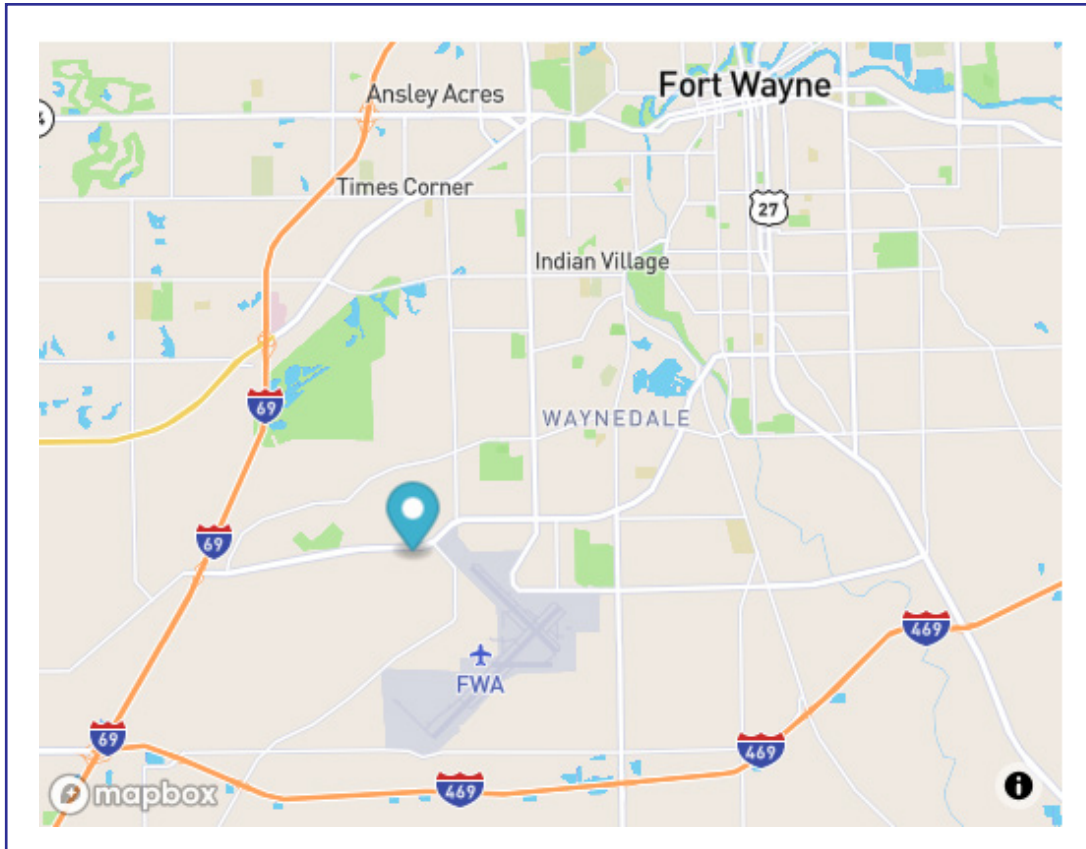 Fort Wayne
Ansley Acres
Times Corner
27
Indian Village
69
WAYNEDALE
69
469
FWA
69
469
469
mapbox
i